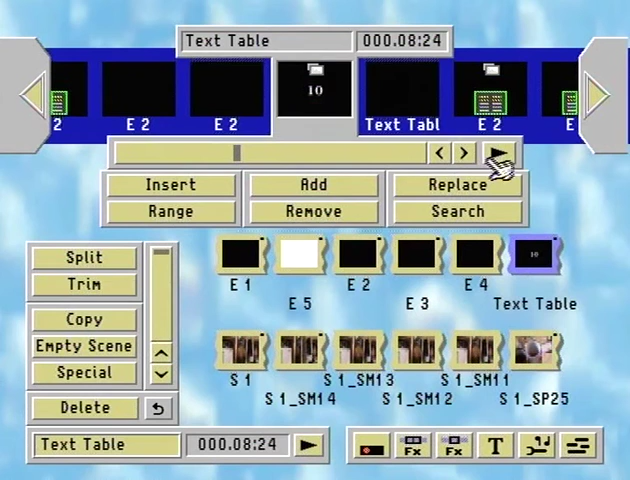 Text Table 000.08:24
10
2 E 2 E 2 Text Tabl E 2 E
< > 
Insert Add Replace
Range Remove Search
Split
Trim
Copy
Empty Scene
Special
Delete
E 1 E 2 E 4
E 5 E 3 Text Table
10
S 1 S 1_SM13 S 1_SM11
S 1_SM14 S 1_SM12 S 1_SP25
Text Table 000.08:24
Fx Fx T